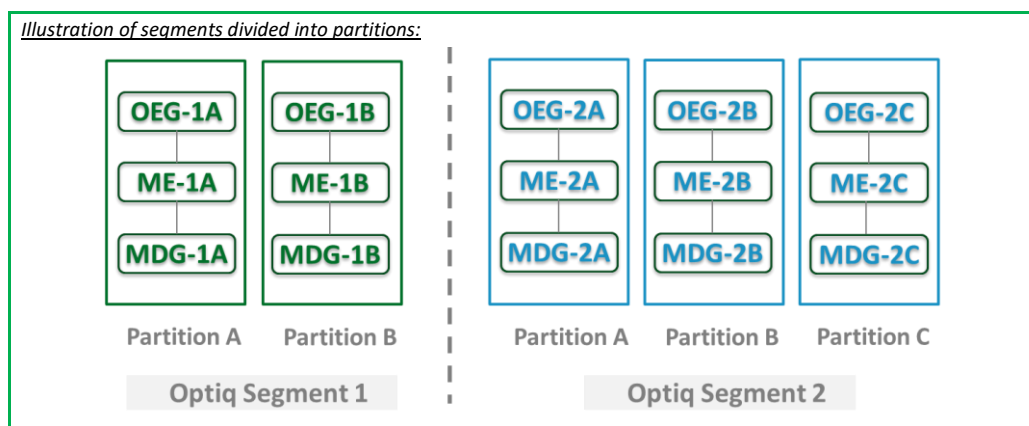 Illustration of segments divided into partitions:
OEG-1A
ME-1A
MDG-1A
Partition A
OEG-1B
ME-1B
MDG-1B
Partition B
Optiq Segment 1
OEG-2A
ME-2A
MDG-2A
Partition A
OEG-2B
ME-2B
MDG-2B
Partition B
OEG-2C
ME-2C
MDG-2C
Partition C
Optiq Segment 2